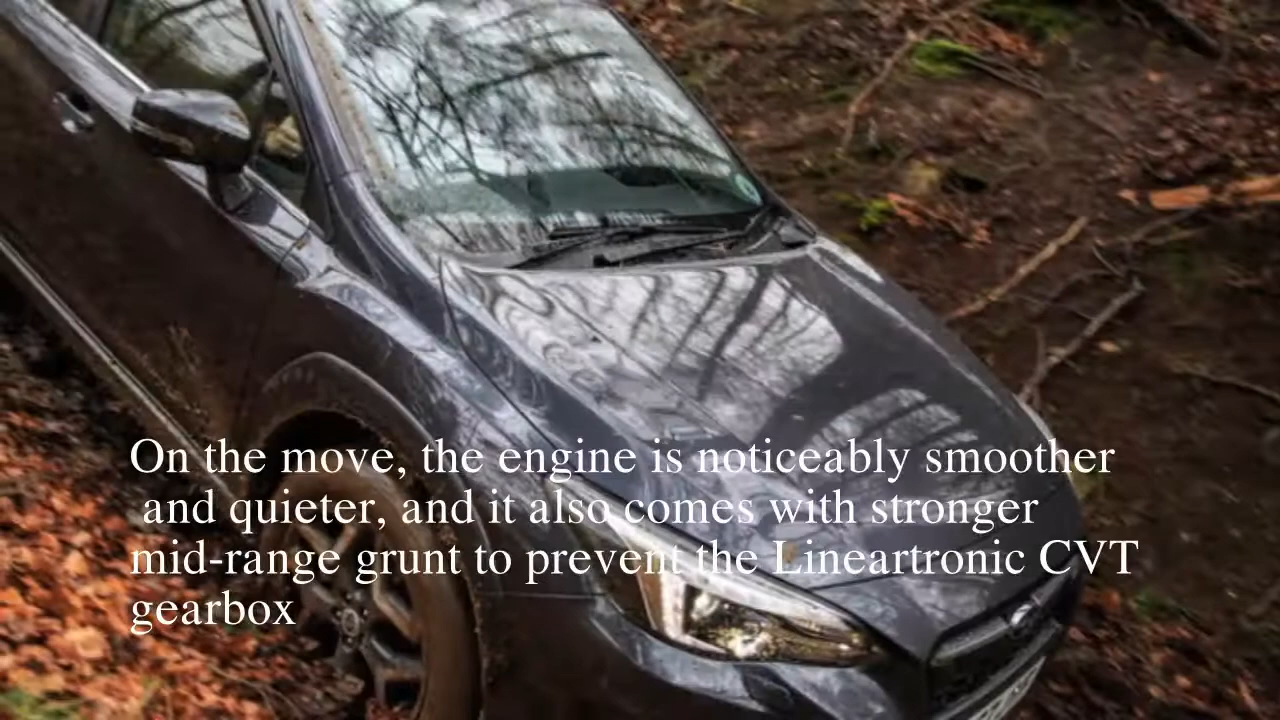 On the move, the engine is noticeably smoother
and quieter, and it also comes with stronger
mid-range grunt to prevent the Lineartronic CVT
gearbox